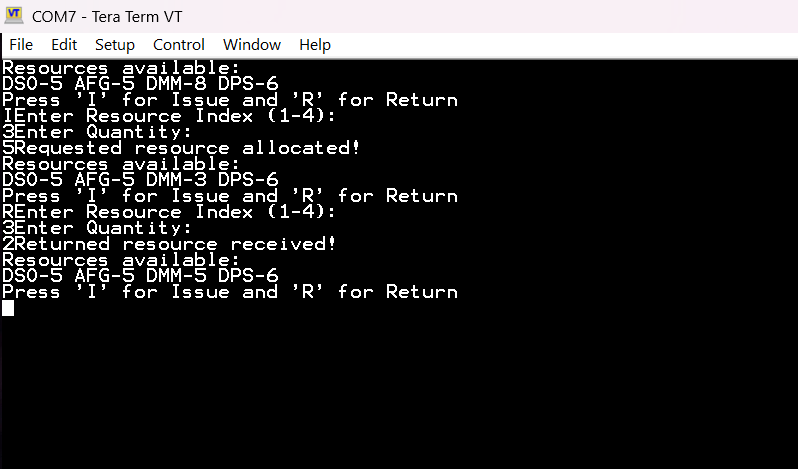 VT
COM7 - Tera Term VT
File Edit Setup Control Window Help
Resources available:
DSO-5 AFG-5 DMM-8 DPS-6
Press 'I' for Issue and 'R' for Return
IEnter Resource Index (1-4):
3Enter Quantity:
5Requested resource allocated!
Resources available:
DSO-5 AFG-5 DMM-3 DPS-6
Press 'I' for Issue and 'R' for Return
REnter Resource Index (1-4):
3Enter Quantity:
2Returned resource received!
Resources available:
DSO-5 AFG-5 DMM-5 DPS-6
Press 'I' for Issue and 'R' for Return